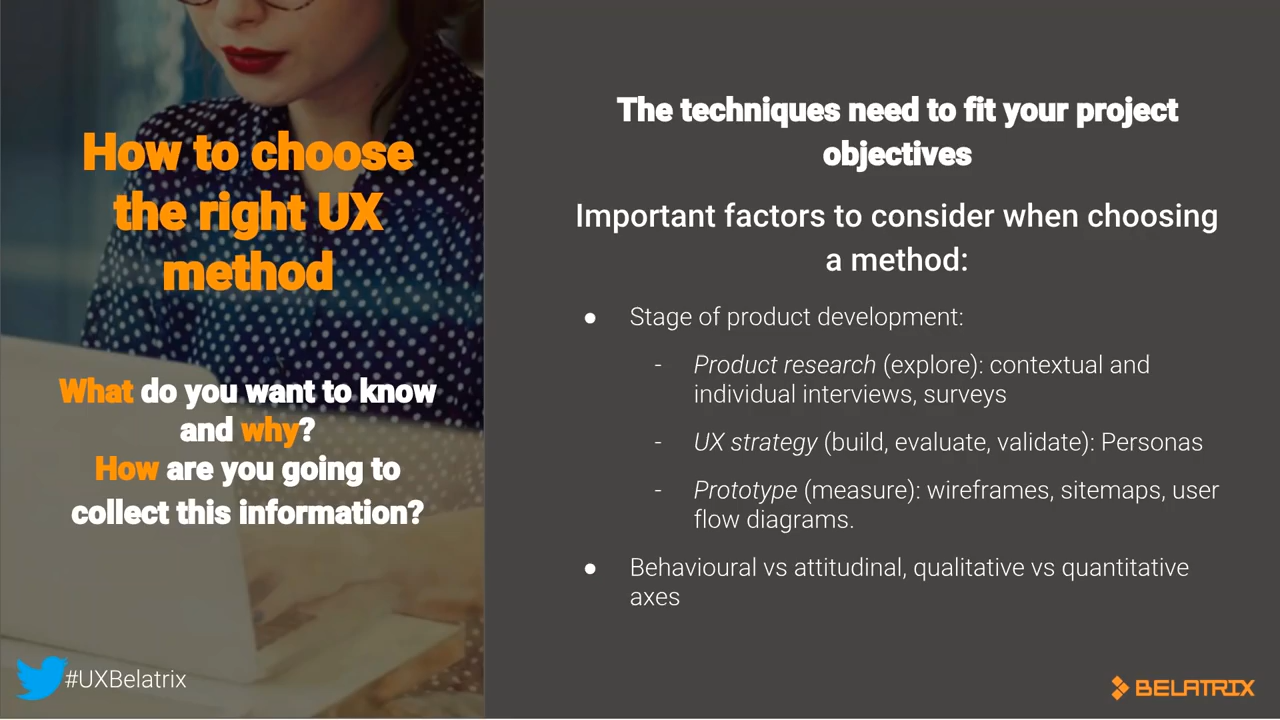 How to choose
the right UX
method
What do you want to know
and why?
How are you going to
collect this information?
#UXBelatrix
The techniques need to fit your project
objectives
Important factors to consider when choosing
a method:
● Stage of product development:
- Product research (explore): contextual and
individual interviews, surveys
- UX strategy (build, evaluate, validate): Personas
- Prototype (measure): wireframes, sitemaps, user
flow diagrams.
● Behavioural vs attitudinal, qualitative vs quantitative
axes
BELATRIX